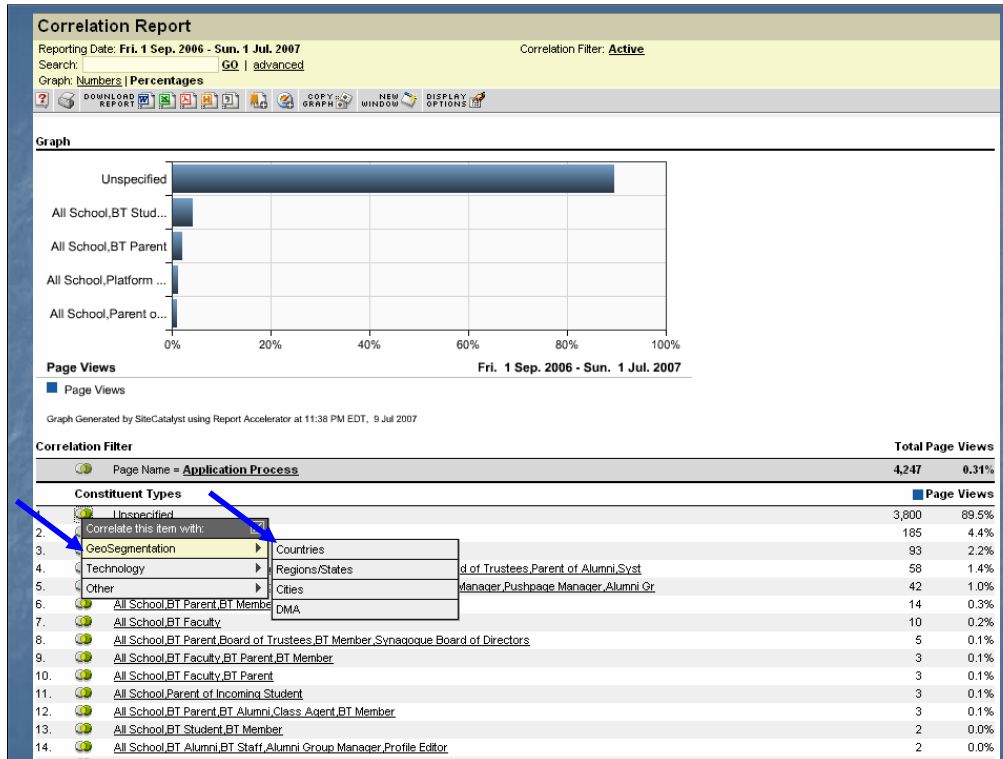 Correlation Report
Reporting Date: Fri. 1 Sep. 2006 - Sun. 1 Jul. 2007 Correlation Filter: Active
Search: GO | advanced
Graph: Numbers | Percentages
DOWNLOAD REPORT COPY GRAPH NEW WINDOW DISPLAY OPTIONS
Graph
Unspecified
All School,BT Stud...
All School,BT Parent
All School,Platform ...
All School,Parent o...
0% 20% 40% 60% 80% 100%
Page Views Fri. 1 Sep. 2006 - Sun. 1 Jul. 2007
Page Views
Graph Generated by SiteCatalyst using Report Accelerator at 11:38 PM EDT, 9 Jul 2007
Correlation Filter Total Page Views
Page Name = Application Process 4,247 0.31%
Constituent Types Page Views
Unspecified 3,800 89.5%
Correlate this item with:
2. 185 4.4%
GeoSegmentation Countries
3. 93 2.2%
Technology Regions/States
4. d of Trustees,Parent of Alumni,Syst 58 1.4%
Other Cities
5. Manager,Pushpage Manager,Alumni Gr 42 1.0%
DMA
6. All School,BT Parent,BT Membe 14 0.3%
7. All School,BT Faculty 10 0.2%
8. All School,BT Parent,Board of Trustees,BT Member,Synagogue Board of Directors 5 0.1%
9. All School,BT Faculty,BT Parent,BT Member 3 0.1%
10. All School,BT Faculty,BT Parent 3 0.1%
11. All School,Parent of Incoming Student 3 0.1%
12. All School,BT Parent,BT Alumni,Class Agent,BT Member 3 0.1%
13. All School,BT Student,BT Member 2 0.0%
14. All School,BT Alumni,BT Staff,Alumni Group Manager,Profile Editor 2 0.0%